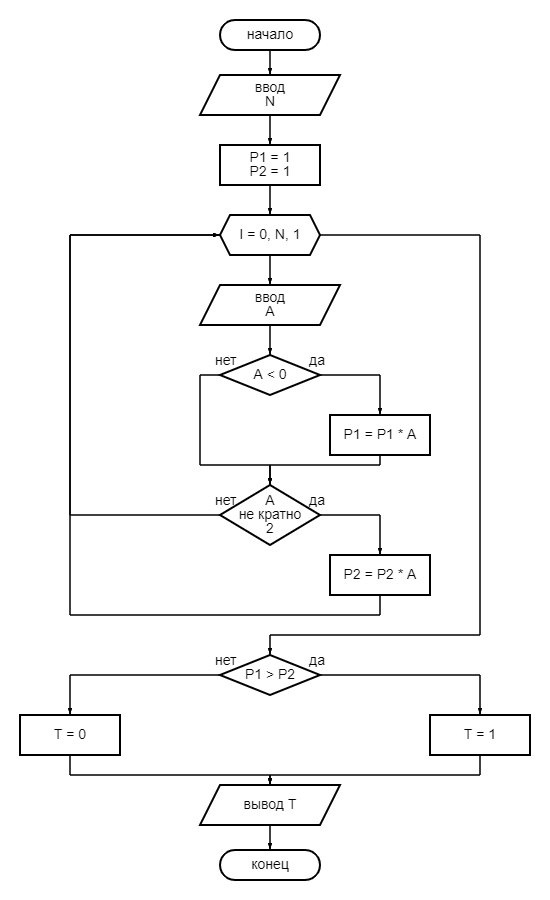 начало
ввод
N
P1 = 1
P2 = 1
I = 0, N, 1
ввод
A
нет
да
A < 0
P1 = P1 * A
нет
да
A
не кратно
2
P2 = P2 * A
нет
да
P1 > P2
T = 0
T = 1
вывод T
конец